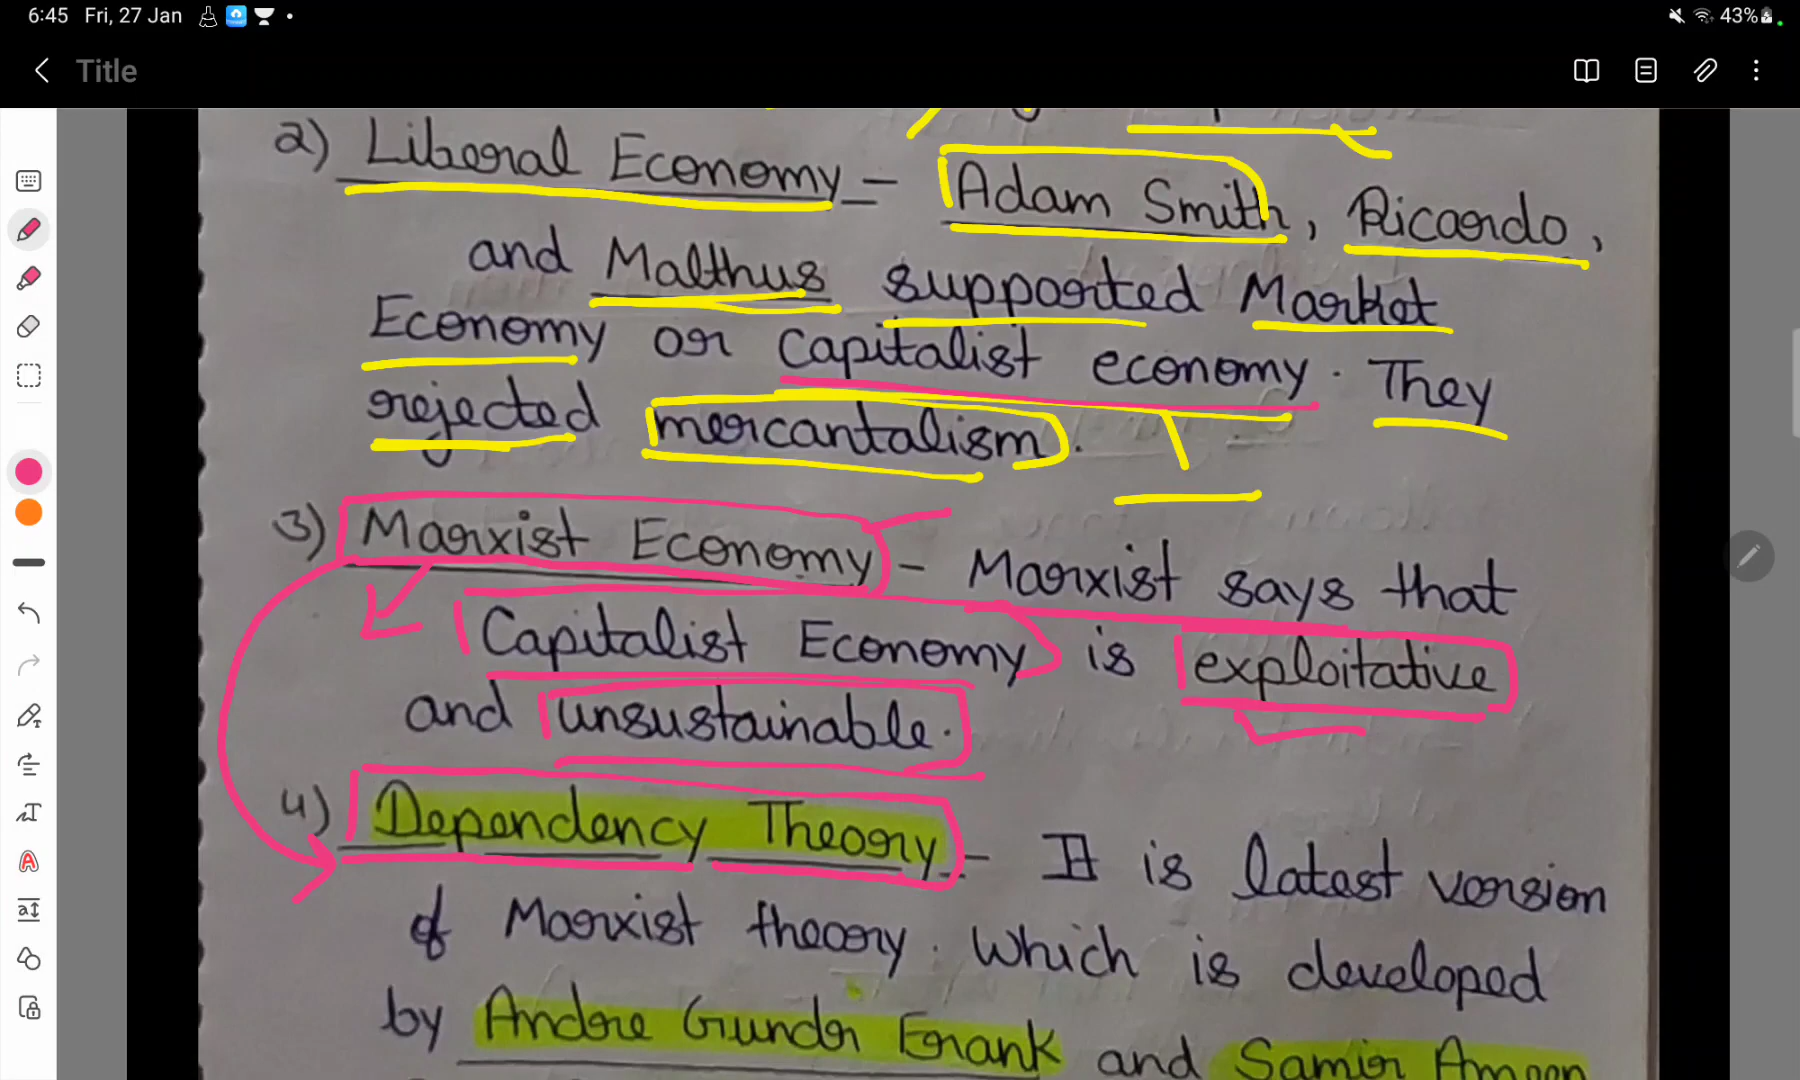 6:45 Fri, 27 Jan
43%
Title
2) Liberal Economy - Adam Smith, Ricardo,
and Malthus supported Market
Economy or capitalist economy. They
rejected mercantalism.
3) Marxist Economy - Marxist says that
Capitalist Economy is exploitative
and unsustainable.
4) Dependency Theory - It is latest version
of Marxist theory. Which is developed
by Andre Gundr Frank and Samir Ameen